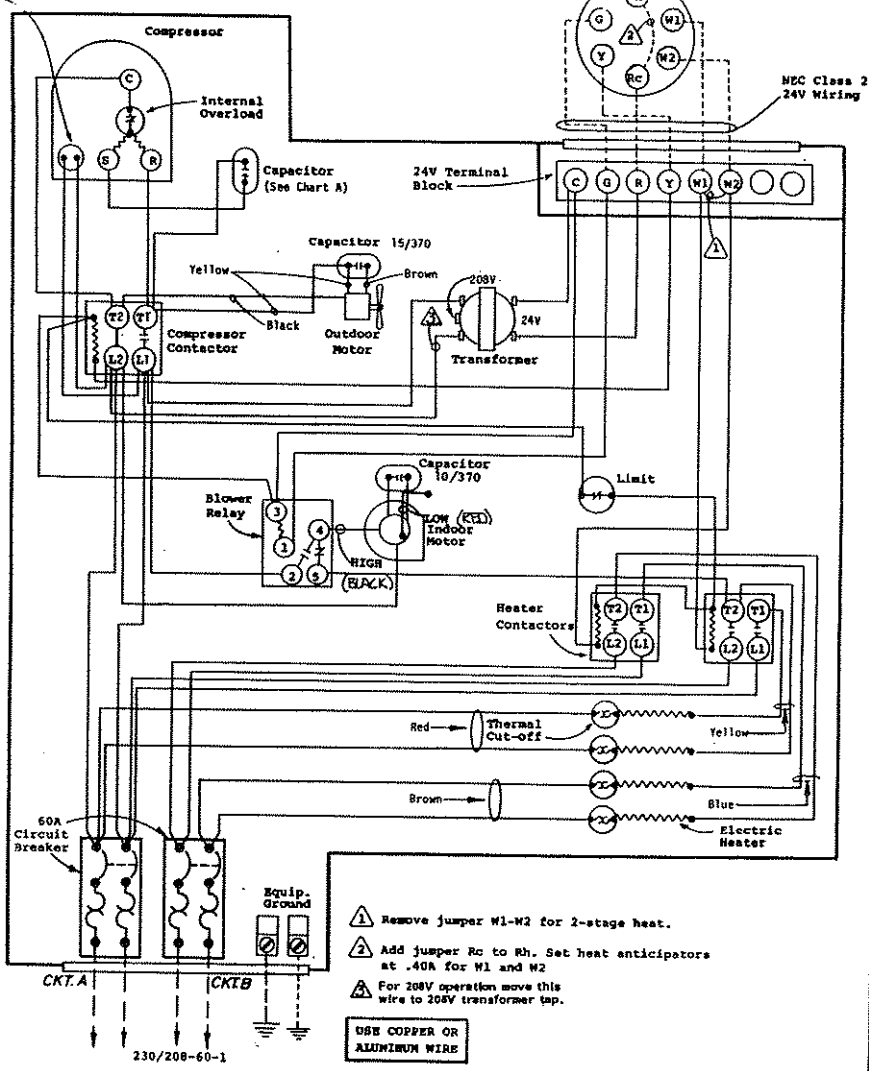 G
W1
2
Y
W2
Rc
Compressor
C
Internal
Overload
S
R
NEC Class 2
24V Wiring
Capacitor
(See Chart A)
24V Terminal
Block
C G R Y W1 W2
1
Capacitor 15/370
Yellow
Brown
Black
Outdoor
Motor
208V
3
24V
Transformer
T2 T1
L2 L1
Compressor
Contactor
Capacitor
10/370
Limit
Blower
Relay
3
1
4
2
5
LOW (RED)
Indoor
Motor
HIGH
(BLACK)
Heater
Contactors
T2 T1
L2 L1
T2 T1
L2 L1
Red
Thermal
Cut-off
Yellow
Brown
Blue
Electric
Heater
60A
Circuit
Breaker
Equip.
Ground
CKT. A
CKT.B
230/208-60-1
1 Remove jumper W1-W2 for 2-stage heat.
2 Add jumper Rc to Rh. Set heat anticipators
at .40A for W1 and W2
3 For 208V operation move this
wire to 208V transformer tap.
USE COPPER OR
ALUMINUM WIRE